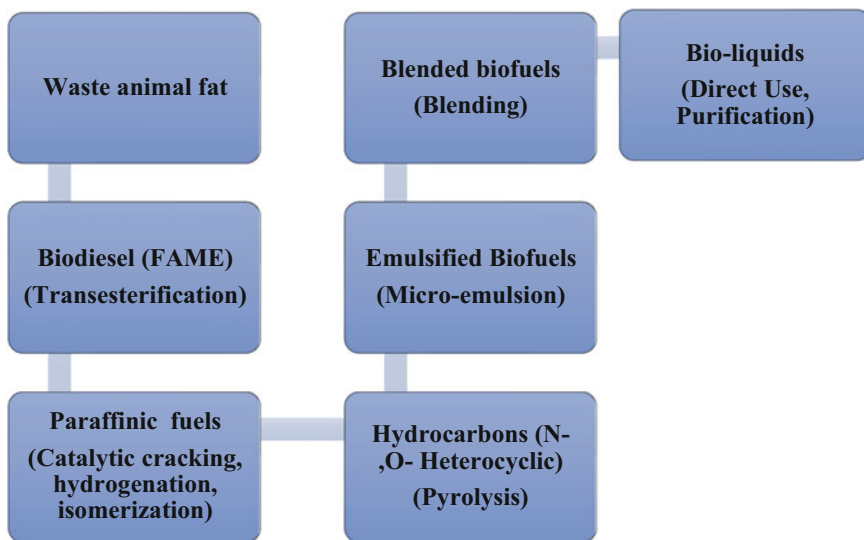 Waste animal fat
Biodiesel (FAME)
(Transesterification)
Paraffinic fuels
(Catalytic cracking,
hydrogenation,
isomerization)
Hydrocarbons (N-
,O- Heterocyclic)
(Pyrolysis)
Emulsified Biofuels
(Micro-emulsion)
Blended biofuels
(Blending)
Bio-liquids
(Direct Use,
Purification)